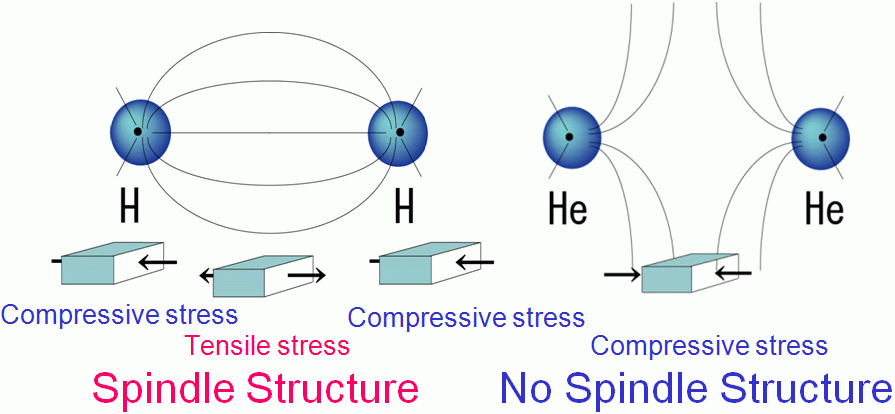 H
H
He
He
Compressive stress
Compressive stress
Tensile stress
Compressive stress
Spindle Structure
No Spindle Structure